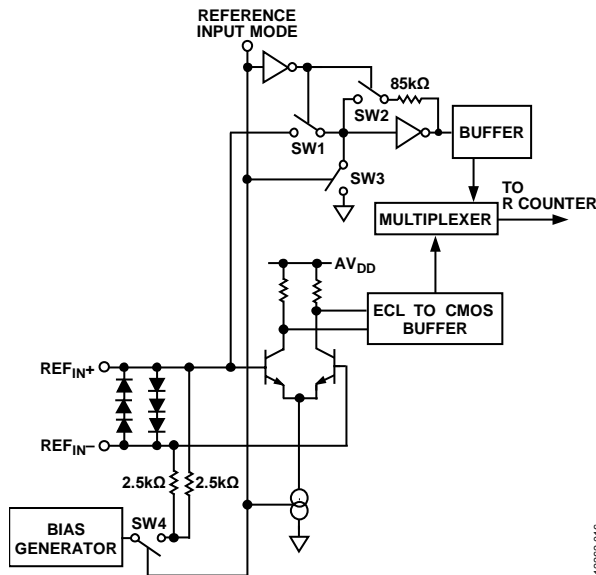 REFERENCE
INPUT MODE
85kΩ
SW2
BUFFER
SW1
SW3
TO
R COUNTER
MULTIPLEXER
AVDD
ECL TO CMOS
BUFFER
REFIN+
REFIN–
2.5kΩ
2.5kΩ
BIAS
GENERATOR
SW4